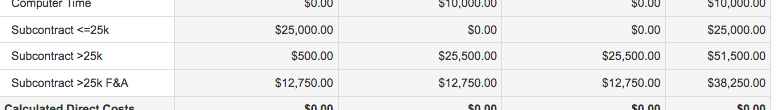 Computer Time $0.00 $10,000.00 $0.00 $10,000.00
Subcontract <=25k $25,000.00 $0.00 $0.00 $25,000.00
Subcontract >25k $500.00 $25,500.00 $25,500.00 $51,500.00
Subcontract >25k F&A $12,750.00 $12,750.00 $12,750.00 $38,250.00
Calculated Direct Costs $0.00 $0.00 $0.00 $0.00